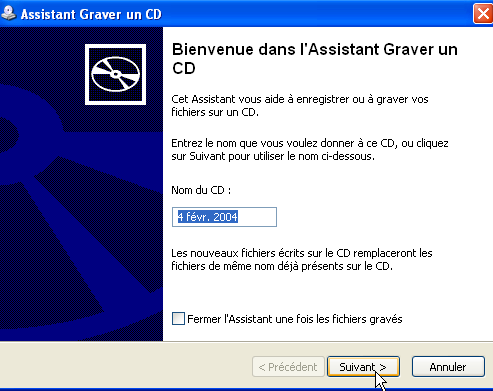 Assistant Graver un CD
Bienvenue dans l'Assistant Graver un
CD
Cet Assistant vous aide à enregistrer ou à graver vos
fichiers sur un CD.
Entrez le nom que vous voulez donner à ce CD, ou cliquez
sur Suivant pour utiliser le nom ci-dessous.
Nom du CD :
4 févr. 2004
Les nouveaux fichiers écrits sur le CD remplaceront les
fichiers de même nom déjà présents sur le CD.
Fermer l'Assistant une fois les fichiers gravés
< Précédent Suivant > Annuler